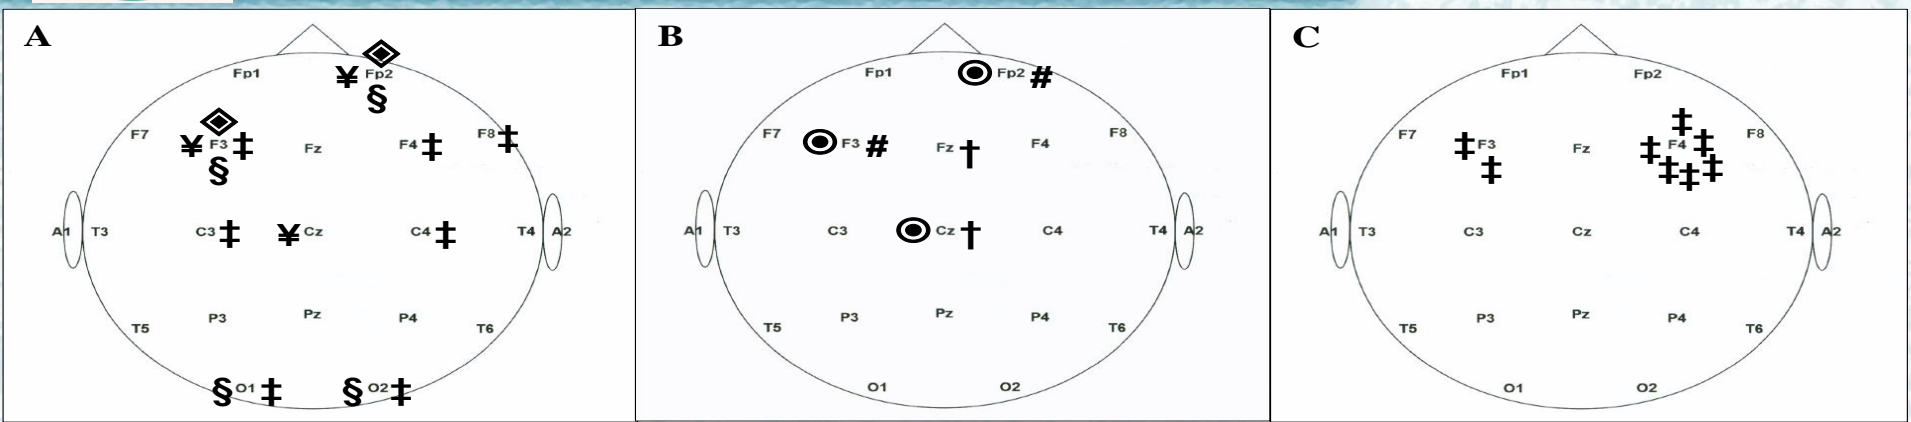 A
Fp1 ¥ Fp2 §
F7 ¥ F3 ‡ § Fz F4 ‡ F8 ‡
A1 T3 C3 ‡ ¥ Cz C4 ‡ T4 A2
T5 P3 Pz P4 T6
§ O1 ‡ § O2 ‡
B
Fp1 Fp2 #
F7 F3 # Fz † F4 F8
A1 T3 C3 Cz † C4 T4 A2
T5 P3 Pz P4 T6
O1 O2
C
Fp1 Fp2
F7 ‡ F3 ‡ Fz ‡ ‡ F4 ‡ ‡ ‡ ‡ F8
A1 T3 C3 Cz C4 T4 A2
T5 P3 Pz P4 T6
O1 O2